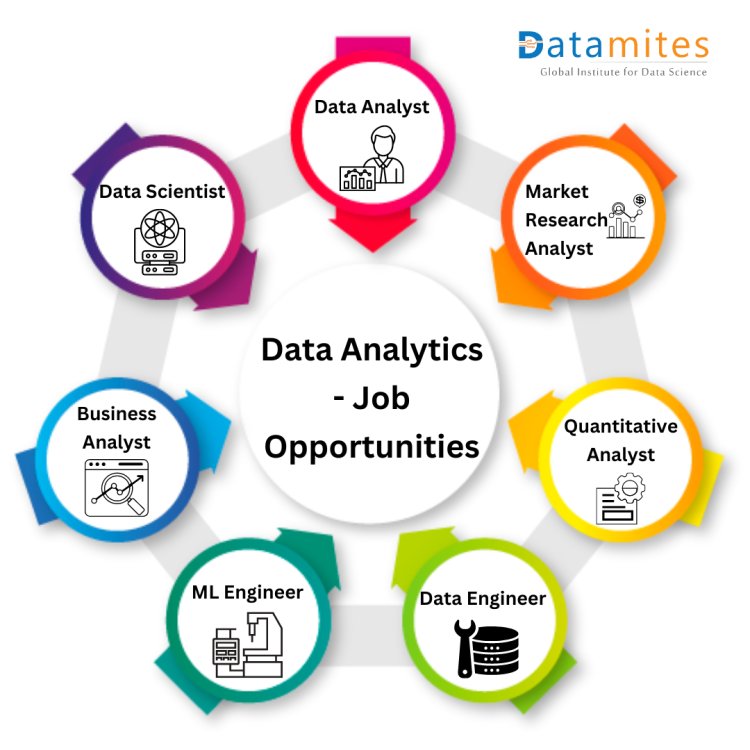 Datamites
Global Institute for Data Science
Data Analyst
Data Scientist
Market
Research
Analyst
Data Analytics
- Job
Opportunities
Business
Analyst
Quantitative
Analyst
ML Engineer
Data Engineer